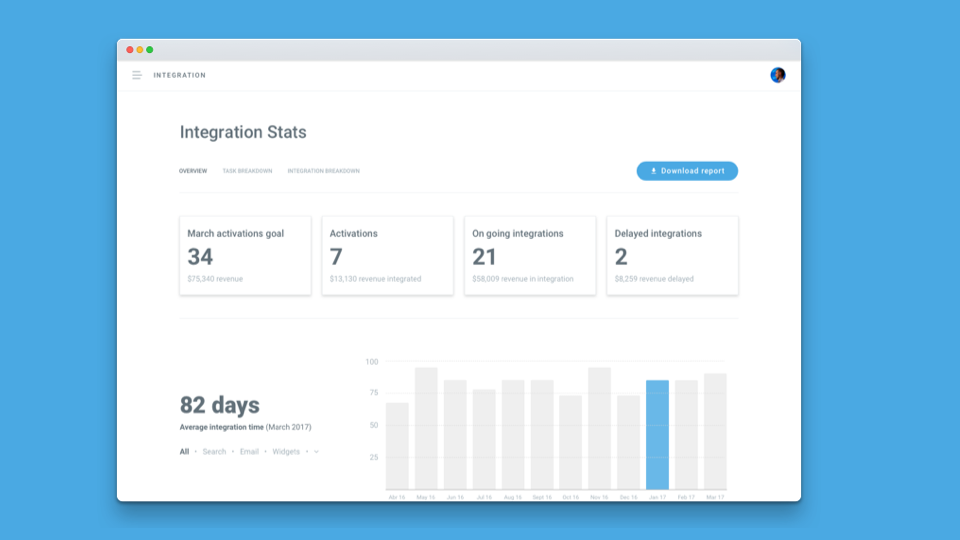 INTEGRATION
Integration Stats
OVERVIEW TASK BREAKDOWN INTEGRATION BREAKDOWN Download report
March activations goal Activations On going integrations Delayed integrations
34 7 21 2
$75,340 revenue $13,130 revenue integrated $58,009 revenue in integration $8,259 revenue delayed
100
75
50
25
82 days
Average integration time (March 2017)
All • Search • Email • Widgets •
Abr 16 May 16 Jun 16 Jul 16 Aug 16 Sept 16 Oct 16 Nov 16 Dec 16 Jan 17 Feb 17 Mar 17